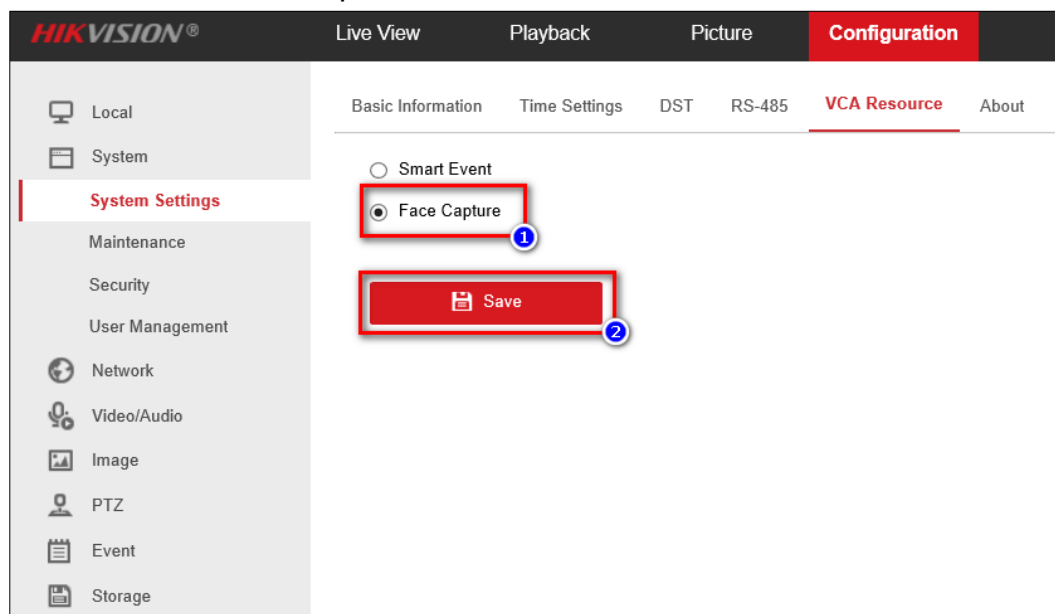 HIKVISION® Live View Playback Picture Configuration
Basic Information Time Settings DST RS-485 VCA Resource About
Local
System
System Settings
Maintenance
Security
User Management
Network
Video/Audio
Image
PTZ
Event
Storage
Smart Event
Face Capture
1
Save
2